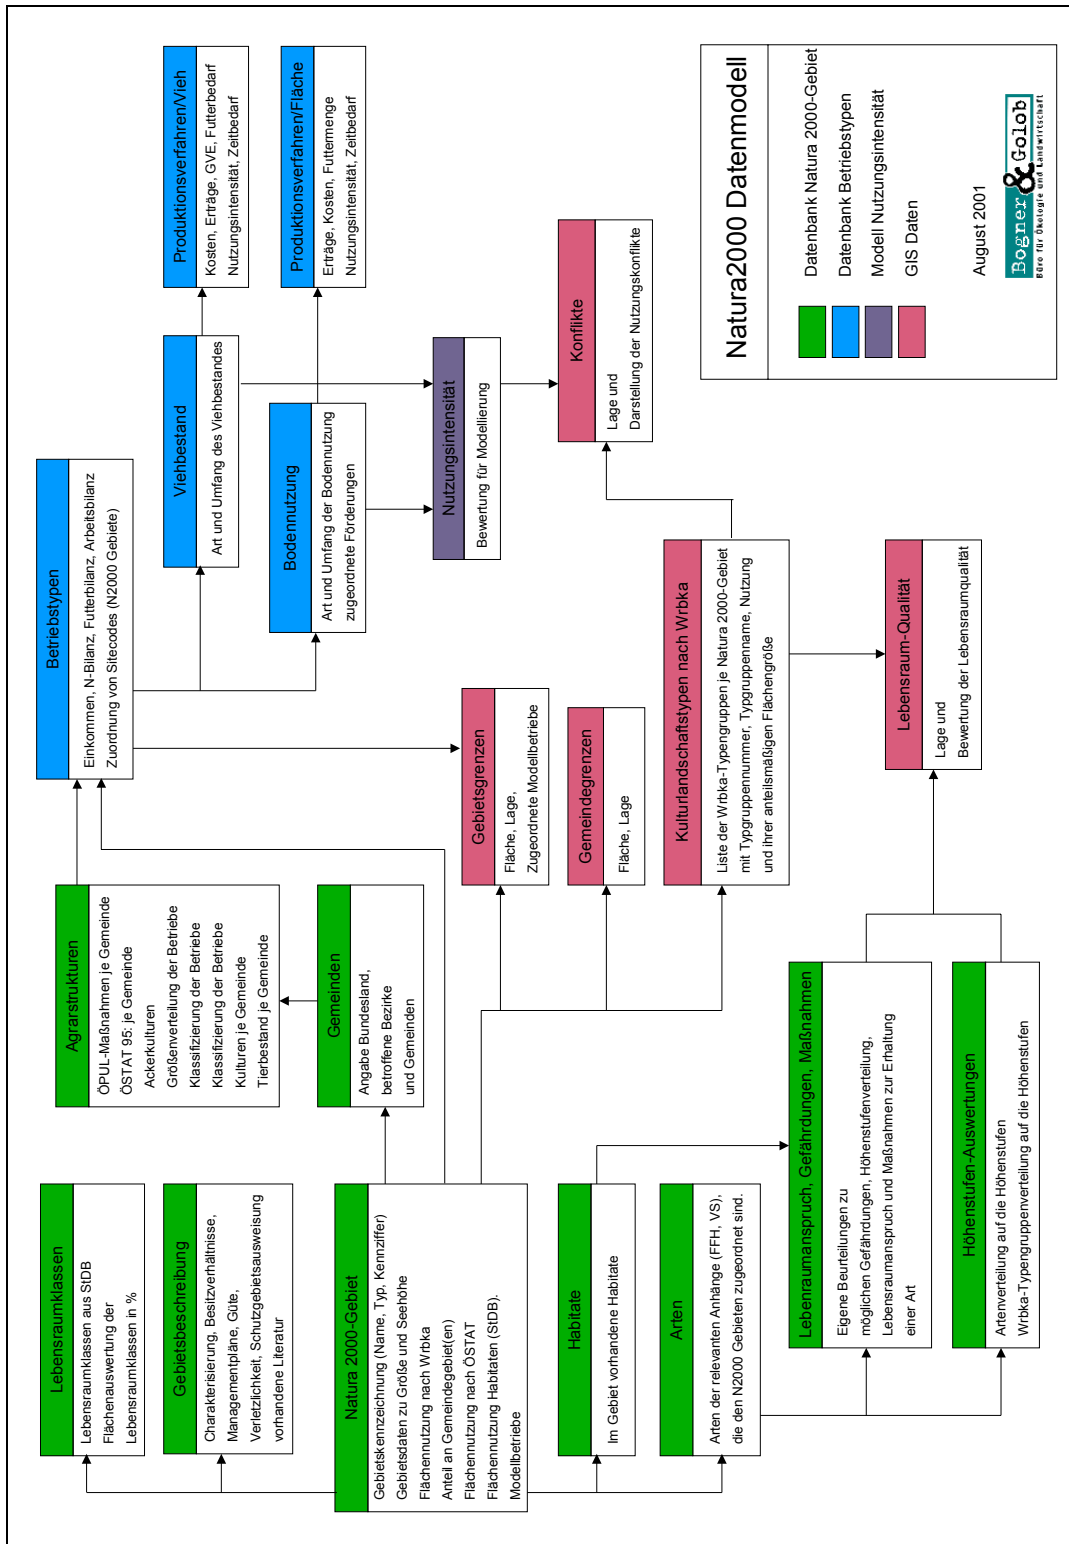 Lebensraumklassen
Lebensraumklassen aus StDB
Flächenauswertung der
Lebensraumklassen in %
Gebietsbeschreibung
Charakterisierung, Besitzverhältnisse,
Managementpläne, Güte,
Verletzlichkeit, Schutzgebietsausweisung
vorhandene Literatur
Natura 2000-Gebiet
Gebietskennzeichnung (Name, Typ, Kennziffer)
Gebietsdaten zu Größe und Seehöhe
Flächennutzung nach Wrbka
Anteil an Gemeindegebiet(en)
Flächennutzung nach ÖSTAT
Flächennutzung Habitaten (StDB).
Modellbetriebe
Habitate
Im Gebiet vorhandene Habitate
Arten
Arten der relevanten Anhänge (FFH, VS),
die den N2000 Gebieten zugeordnet sind.
Agrarstrukturen
ÖPUL-Maßnahmen je Gemeinde
ÖSTAT 95: je Gemeinde
Ackerkulturen
Größenverteilung der Betriebe
Klassifizierung der Betriebe
Klassifizierung der Betriebe
Kulturen je Gemeinde
Tierbestand je Gemeinde
Gemeinden
Angabe Bundesland,
betroffene Bezirke
und Gemeinden
Lebenraumanspruch, Gefährdungen, Maßnahmen
Eigene Beurteilungen zu
möglichen Gefährdungen, Höhenstufenverteilung,
Lebensraumanspruch und Maßnahmen zur Erhaltung
einer Art
Höhenstufen-Auswertungen
Artenverteilung auf die Höhenstufen
Wrbka-Typengruppenverteilung auf die Höhenstufen
Betriebstypen
Einkommen, N-Bilanz, Futterbilanz, Arbeitsbilanz
Zuordnung von Sitecodes (N2000 Gebiete)
Gebietsgrenzen
Fläche, Lage,
Zugeordnete Modellbetriebe
Gemeindegrenzen
Fläche, Lage
Kulturlandschaftstypen nach Wrbka
Liste der Wrbka-Typengruppen je Natura 2000-Gebiet
mit Typgruppennummer, Typgruppenname, Nutzung
und ihrer anteilsmäßigen Flächengröße
Lebensraum-Qualität
Lage und
Bewertung der Lebensraumqualität
Viehbestand
Art und Umfang des Viehbestandes
Bodennutzung
Art und Umfang der Bodennutzung
zugeordnete Förderungen
Nutzungsintensität
Bewertung für Modellierung
Konflikte
Lage und
Darstellung der Nutzungskonflikte
Produktionsverfahren/Vieh
Kosten, Erträge, GVE, Futterbedarf
Nutzungsintensität, Zeitbedarf
Produktionsverfahren/Fläche
Erträge, Kosten, Futtermenge
Nutzungsintensität, Zeitbedarf
Natura2000 Datenmodell
Datenbank Natura 2000-Gebiet
Datenbank Betriebstypen
Modell Nutzungsintensität
GIS Daten
August 2001
Bogner & Golob
Büro für Ökologie und Landwirtschaft